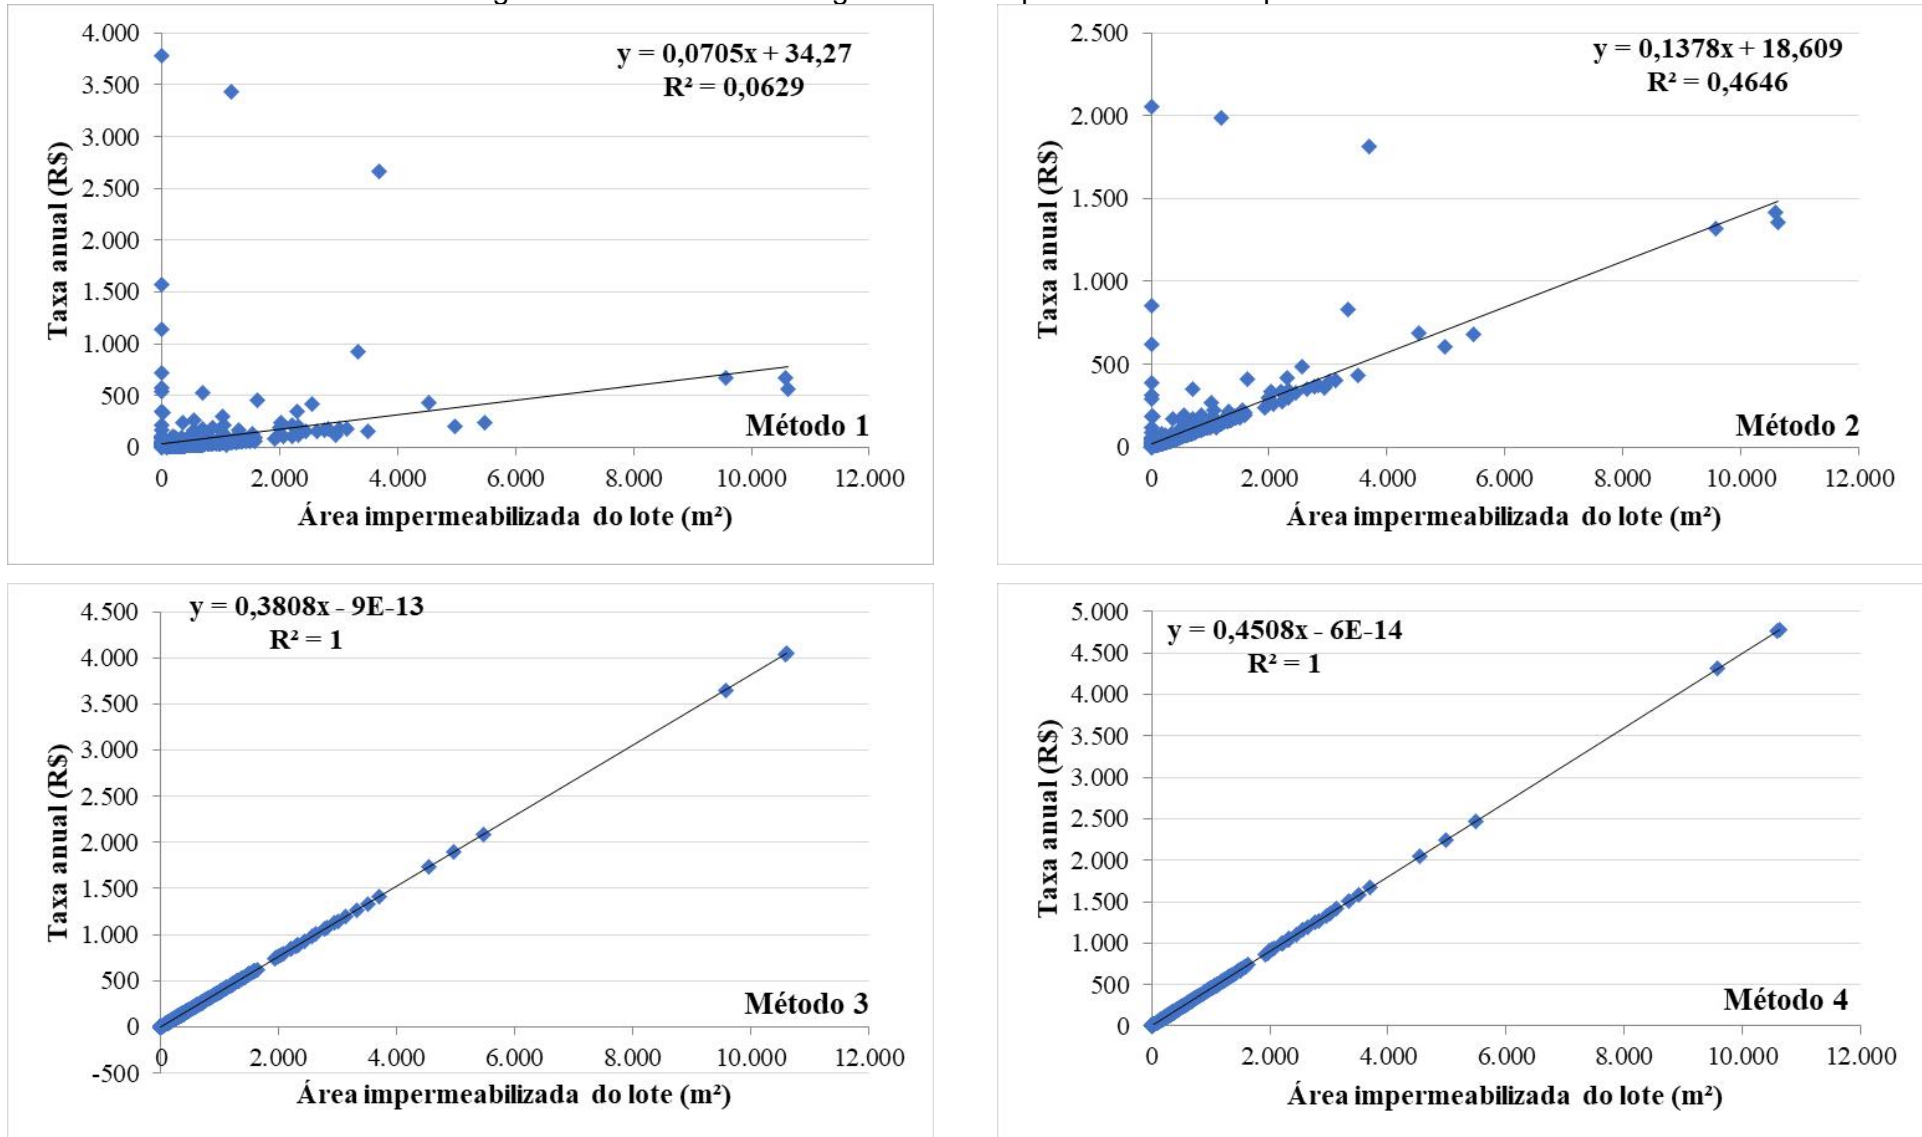 4.000
3.500
3.000
2.500
2.000
1.500
1.000
500
0
Taxa anual (R$)
y = 0,0705x + 34,27
R² = 0,0629
Método 1
0 2.000 4.000 6.000 8.000 10.000 12.000
Área impermeabilizada do lote (m²)
2.500
2.000
1.500
1.000
500
0
Taxa anual (R$)
y = 0,1378x + 18,609
R² = 0,4646
Método 2
0 2.000 4.000 6.000 8.000 10.000 12.000
Área impermeabilizada do lote (m²)
4.500
4.000
3.500
3.000
2.500
2.000
1.500
1.000
500
0
-500
Taxa anual (R$)
y = 0,3808x - 9E-13
R² = 1
Método 3
0 2.000 4.000 6.000 8.000 10.000 12.000
Área impermeabilizada do lote (m²)
5.000
4.500
4.000
3.500
3.000
2.500
2.000
1.500
1.000
500
0
Taxa anual (R$)
y = 0,4508x - 6E-14
R² = 1
Método 4
0 2.000 4.000 6.000 8.000 10.000 12.000
Área impermeabilizada do lote (m²)